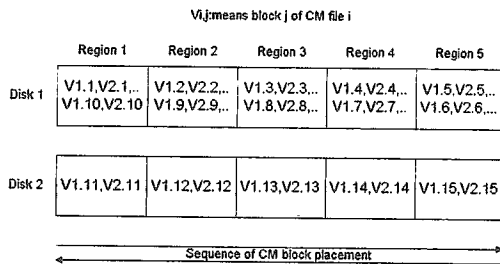 Vi,j:means block j of CM file i
Region 1 Region 2 Region 3 Region 4 Region 5
Disk 1
V1.1,V2.1,.. V1.2,V2.2,.. V1.3,V2.3,.. V1.4,V2.4,.. V1.5,V2.5,..
V1.10,V2.10 V1.9,V2.9,.. V1.8,V2.8,.. V1.7,V2.7,.. V1.6,V2.6,...
Disk 2
V1.11,V2.11 V1.12,V2.12 V1.13,V2.13 V1.14,V2.14 V1.15,V2.15
Sequence of CM block placement